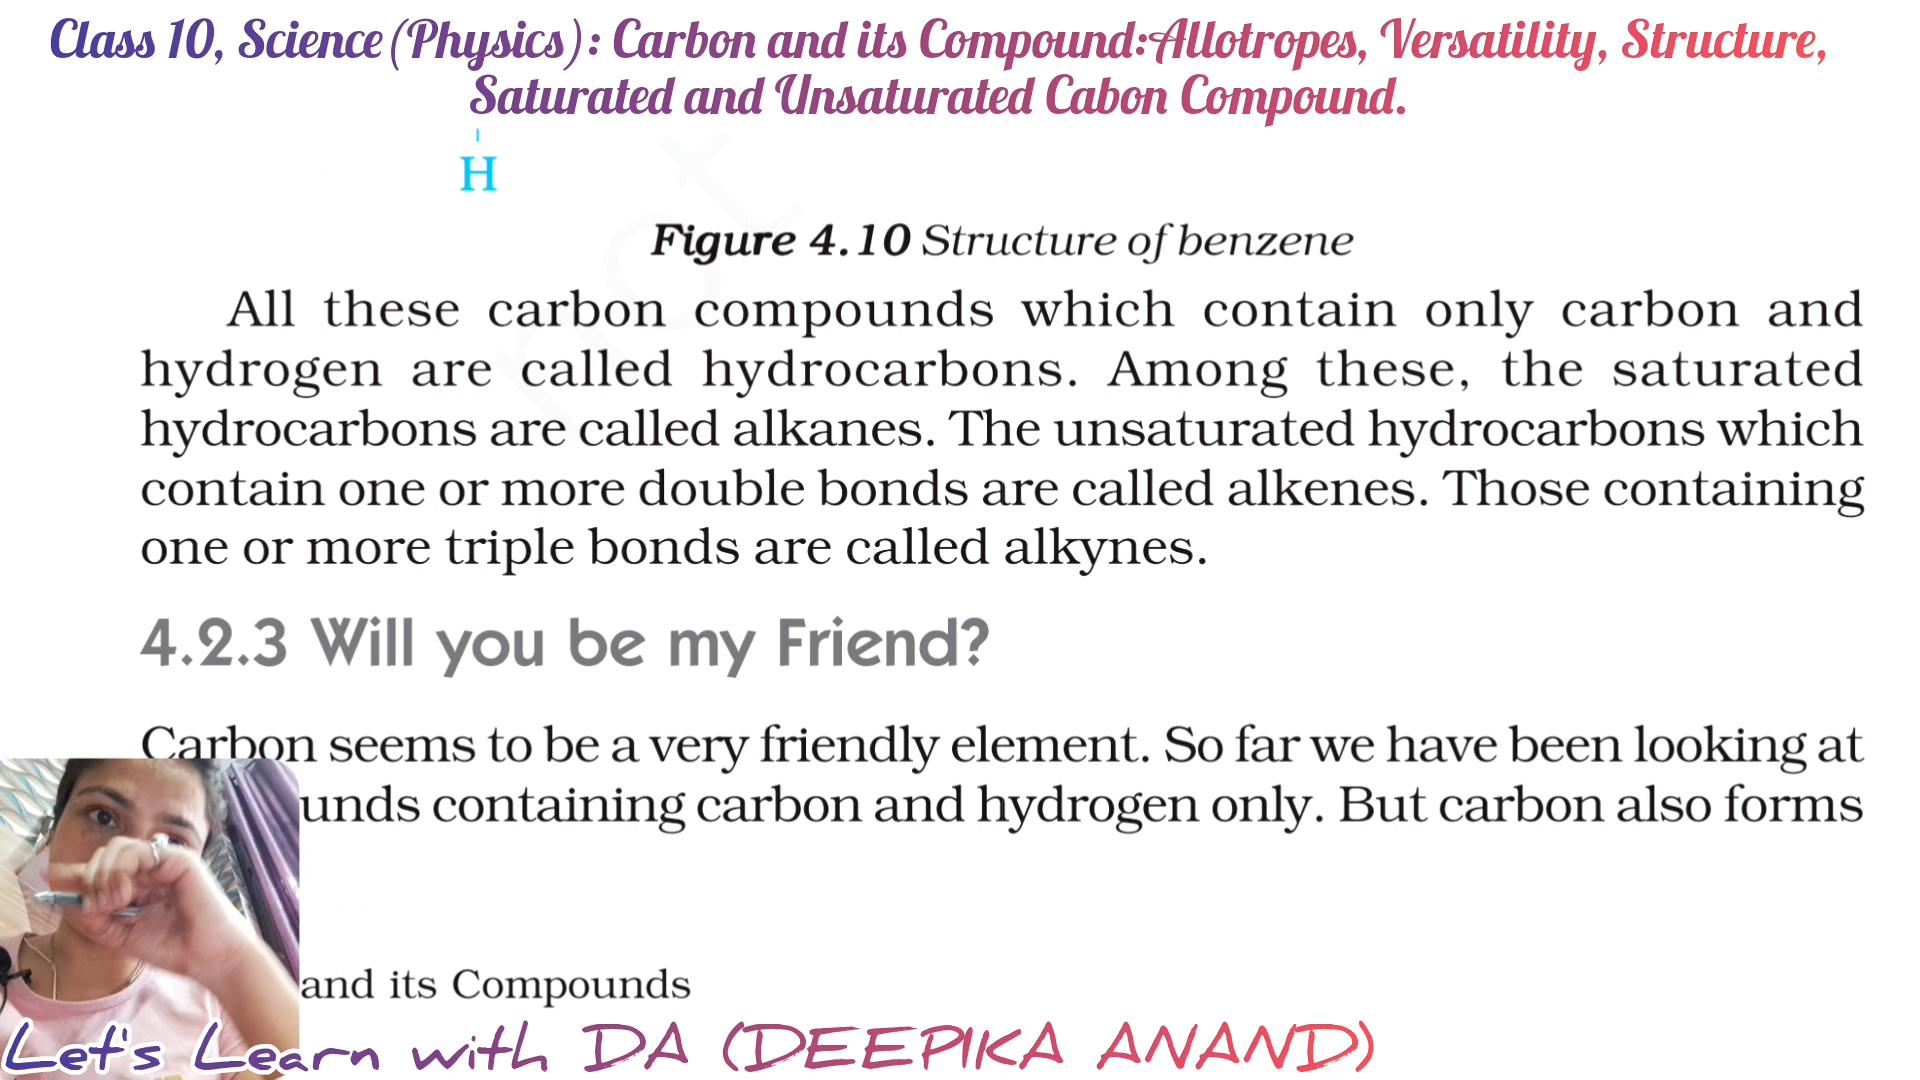 Class 10, Science(Physics): Carbon and its Compound:Allotropes, Versatility, Structure,
Saturated and Unsaturated Cabon Compound.
H
not
Figure 4.10 Structure of benzene
All these carbon compounds which contain only carbon and
hydrogen are called hydrocarbons. Among these, the saturated
hydrocarbons are called alkanes. The unsaturated hydrocarbons which
contain one or more double bonds are called alkenes. Those containing
one or more triple bonds are called alkynes.
4.2.3 Will you be my Friend?
Carbon seems to be a very friendly element. So far we have been looking at
unds containing carbon and hydrogen only. But carbon also forms
and its Compounds
Let's Learn with DA (DEEPIKA ANAND)